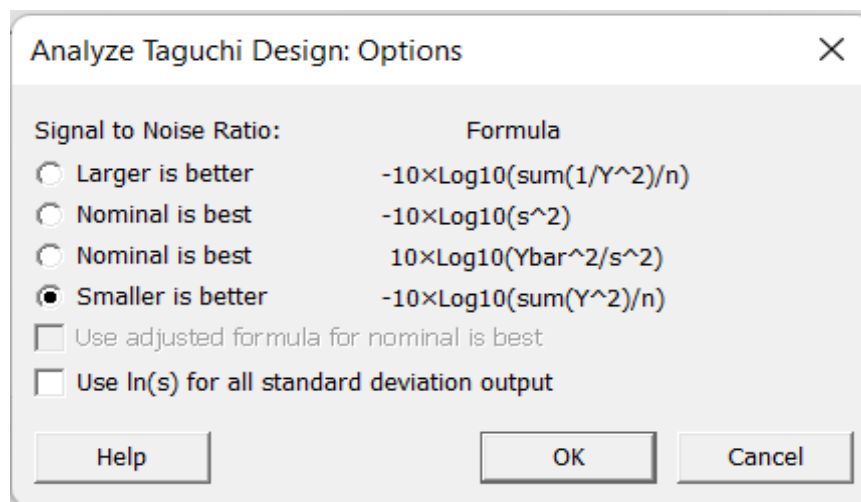 Analyze Taguchi Design: Options
Signal to Noise Ratio: Formula
Larger is better -10×Log10(sum(1/Y^2)/n)
Nominal is best -10×Log10(s^2)
Nominal is best 10×Log10(Ybar^2/s^2)
Smaller is better -10×Log10(sum(Y^2)/n)
Use adjusted formula for nominal is best
Use ln(s) for all standard deviation output
Help OK Cancel